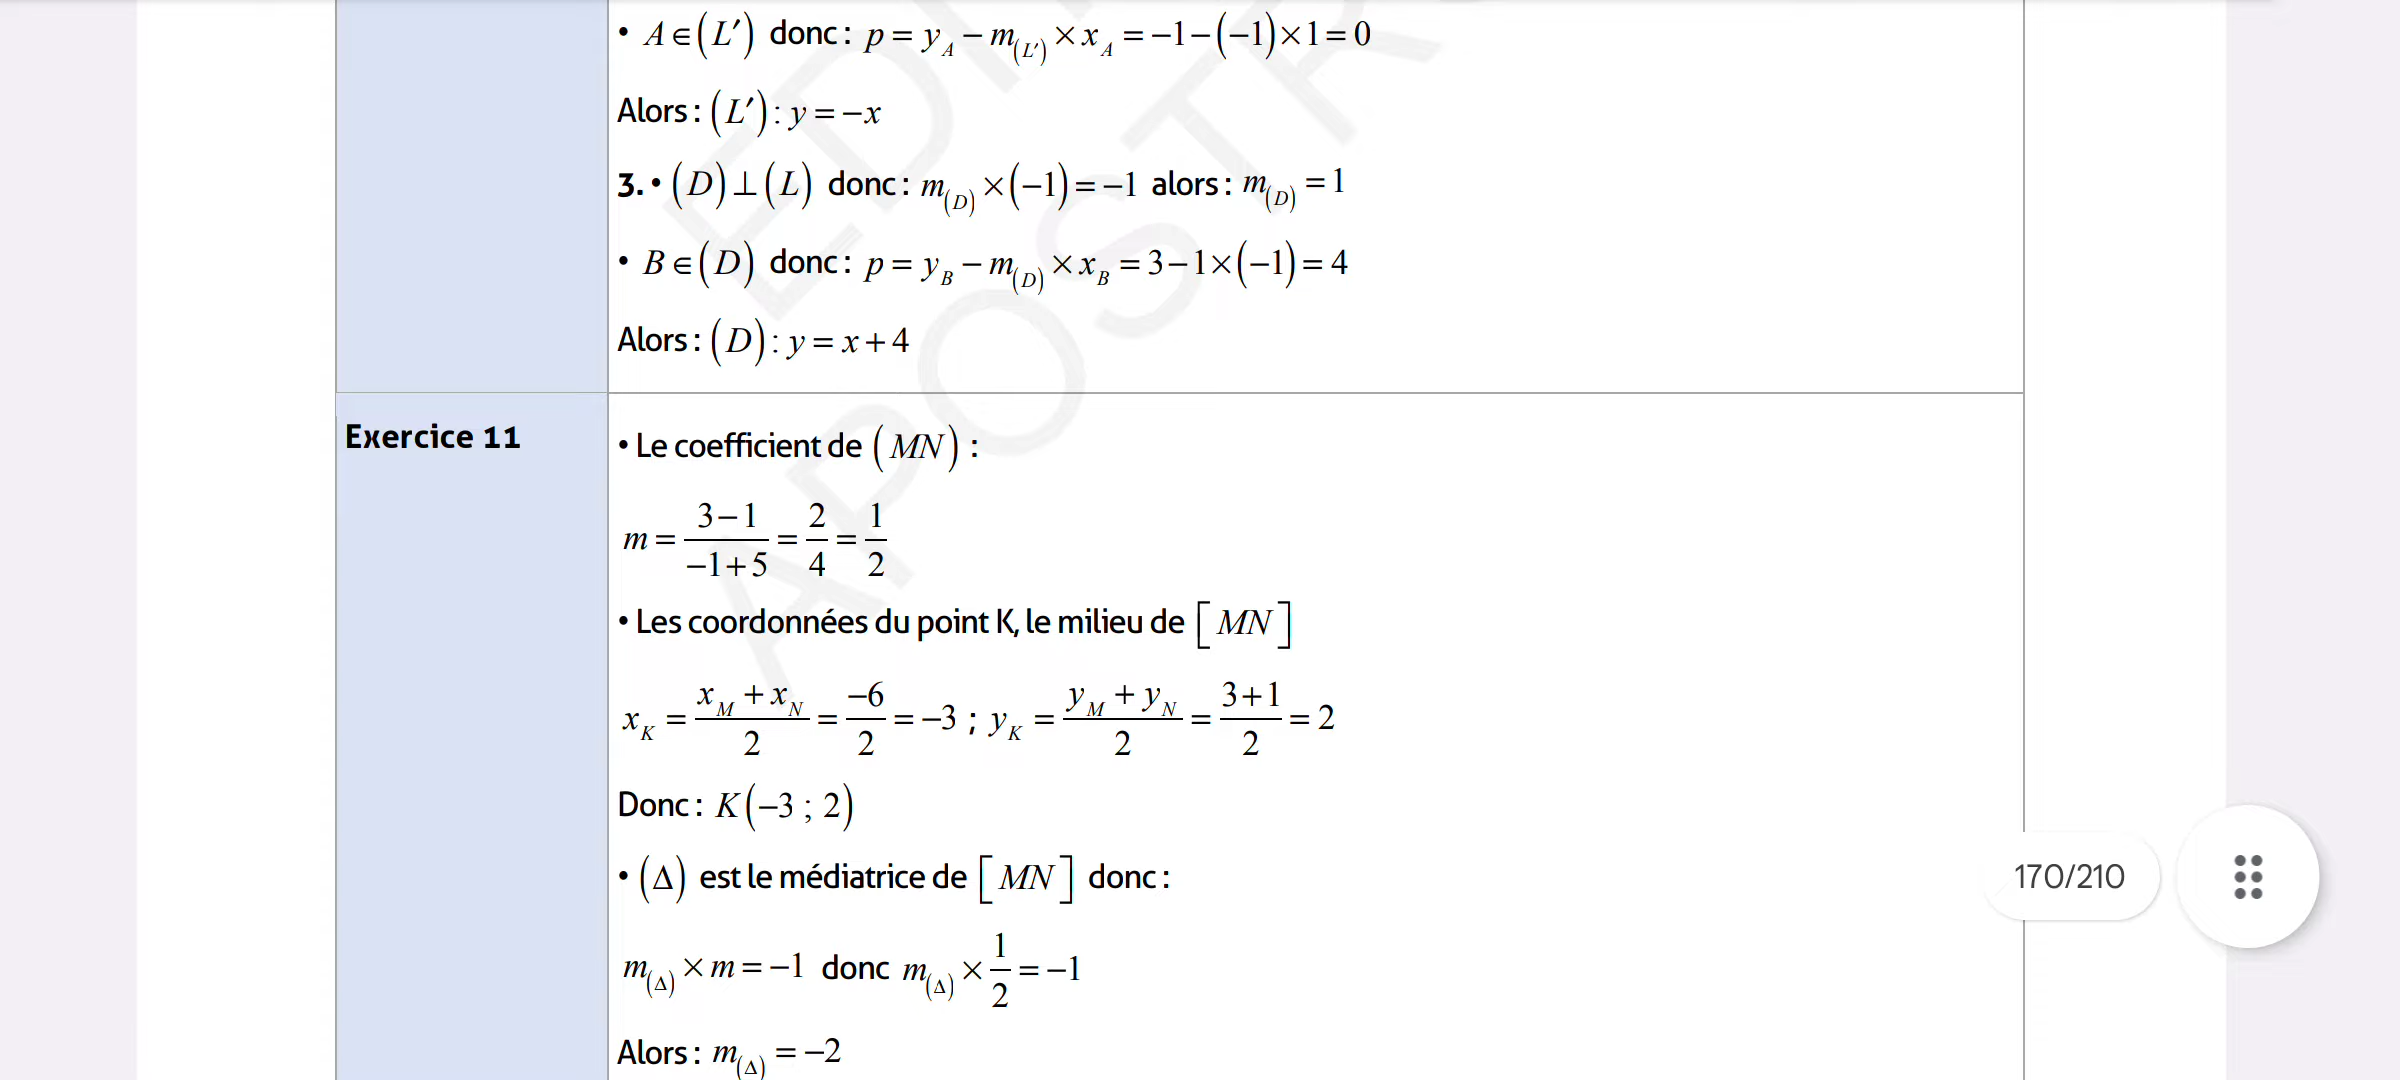 • A∈(L′) donc : p = y_A − m_(L′) × x_A = −1−(−1)×1 = 0
Alors : (L′) : y = −x
3. • (D)⊥(L) donc : m_(D) ×(−1) = −1 alors : m_(D) = 1
• B∈(D) donc : p = y_B − m_(D) × x_B = 3−1×(−1) = 4
Alors : (D) : y = x+4
Exercice 11
• Le coefficient de (MN) :
m = (3−1)/(−1+5) = 2/4 = 1/2
• Les coordonnées du point K, le milieu de [MN]
x_K = (x_M + x_N)/2 = −6/2 = −3 ; y_K = (y_M + y_N)/2 = (3+1)/2 = 2
Donc : K(−3 ; 2)
• (Δ) est le médiatrice de [MN] donc :
m_(Δ) × m = −1 donc m_(Δ) × 1/2 = −1
170/210
Alors : m_(Δ) = −2